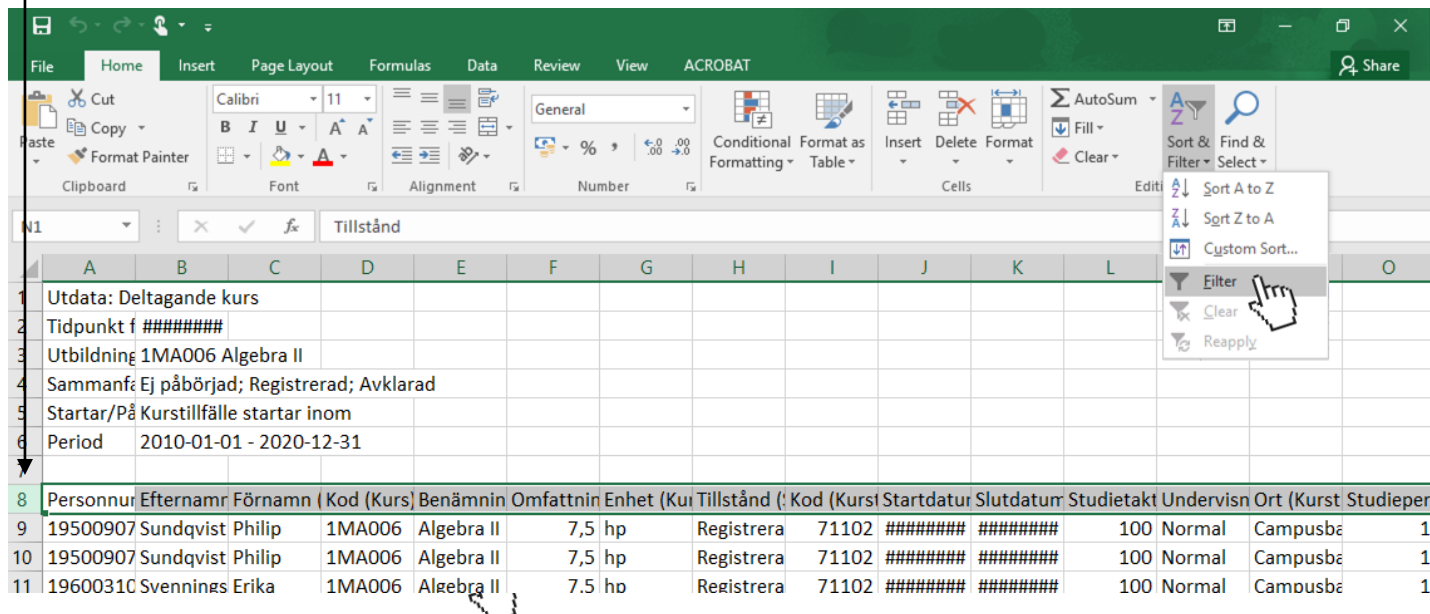 File Home Insert Page Layout Formulas Data Review View ACROBAT Share
Cut Calibri 11 General AutoSum
Copy B I U A A Fill
Paste Format Painter A % , Conditional Formatting Format as Table Insert Delete Format Clear Sort & Filter Find & Select
Clipboard Font Alignment Number Cells Editi
Sort A to Z
Sort Z to A
Custom Sort...
Filter
Clear
Reapply
N1 fx Tillstånd
A B C D E F G H I J K L O
1 Utdata: Deltagande kurs
2 Tidpunkt f ########
3 Utbildning 1MA006 Algebra II
4 Sammanfa Ej påbörjad; Registrerad; Avklarad
5 Startar/På Kurstillfälle startar inom
6 Period 2010-01-01 - 2020-12-31
7
8 Personnur Efternamn Förnamn ( Kod (Kurs) Benämnin Omfattnin Enhet (Kur Tillstånd (S Kod (Kurst Startdatur Slutdatum Studietakt Undervisn Ort (Kurst Studieper
9 19500907 Sundqvist Philip 1MA006 Algebra II 7,5 hp Registrera 71102 ######## ######## 100 Normal Campusba 1
10 19500907 Sundqvist Philip 1MA006 Algebra II 7,5 hp Registrera 71102 ######## ######## 100 Normal Campusba 1
11 19600310 Svennings Erika 1MA006 Algebra II 7,5 hp Registrera 71102 ######## ######## 100 Normal Campusba 1